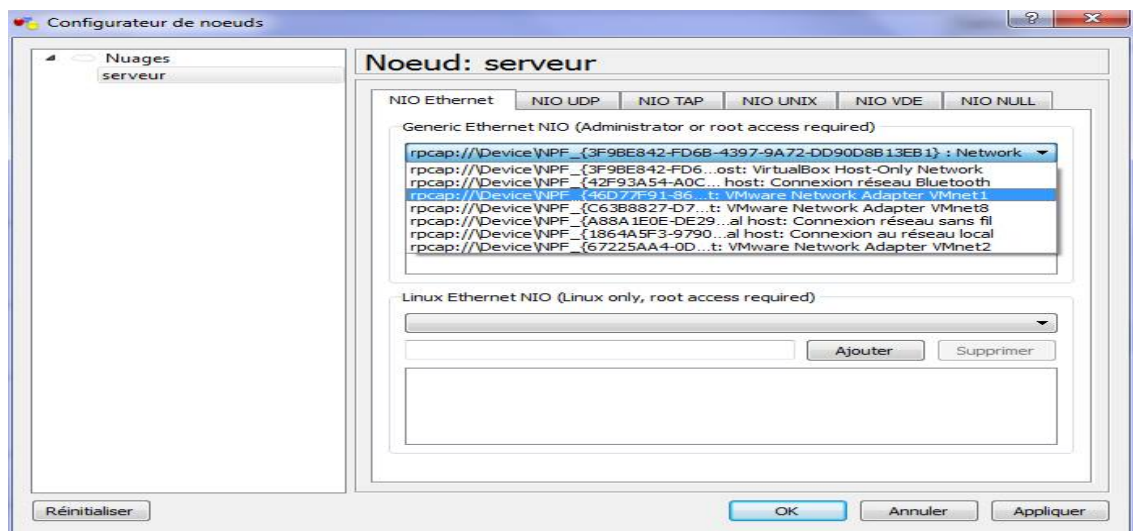 Configurateur de noeuds
Nuages
serveur
Noeud: serveur
NIO Ethernet NIO UDP NIO TAP NIO UNIX NIO VDE NIO NULL
Generic Ethernet NIO (Administrator or root access required)
rpcap://\Device\NPF_{3F9BE842-FD6B-4397-9A72-DD90D8B13EB1} : Network
rpcap://\Device\NPF_{3F9BE842-FD6...ost: VirtualBox Host-Only Network
rpcap://\Device\NPF_{42F93A54-A0C... host: Connexion réseau Bluetooth
rpcap://\Device\NPF_{46D77F91-86...t: VMware Network Adapter VMnet1
rpcap://\Device\NPF_{C63B8827-D7...t: VMware Network Adapter VMnet8
rpcap://\Device\NPF_{A88A1E0E-DE29...al host: Connexion réseau sans fil
rpcap://\Device\NPF_{1864A5F3-9790...al host: Connexion au réseau local
rpcap://\Device\NPF_{67225AA4-0D...t: VMware Network Adapter VMnet2
Linux Ethernet NIO (Linux only, root access required)
Ajouter Supprimer
Réinitialiser OK Annuler Appliquer